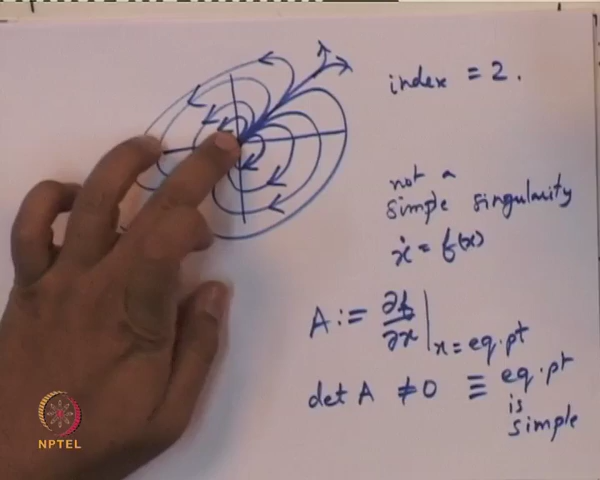 index = 2.
not a
simple singularity
ẋ = f(x)
A := ∂f/∂x |x = eq.pt
det A ≠ 0 ≡ eq.pt
is
simple
NPTEL